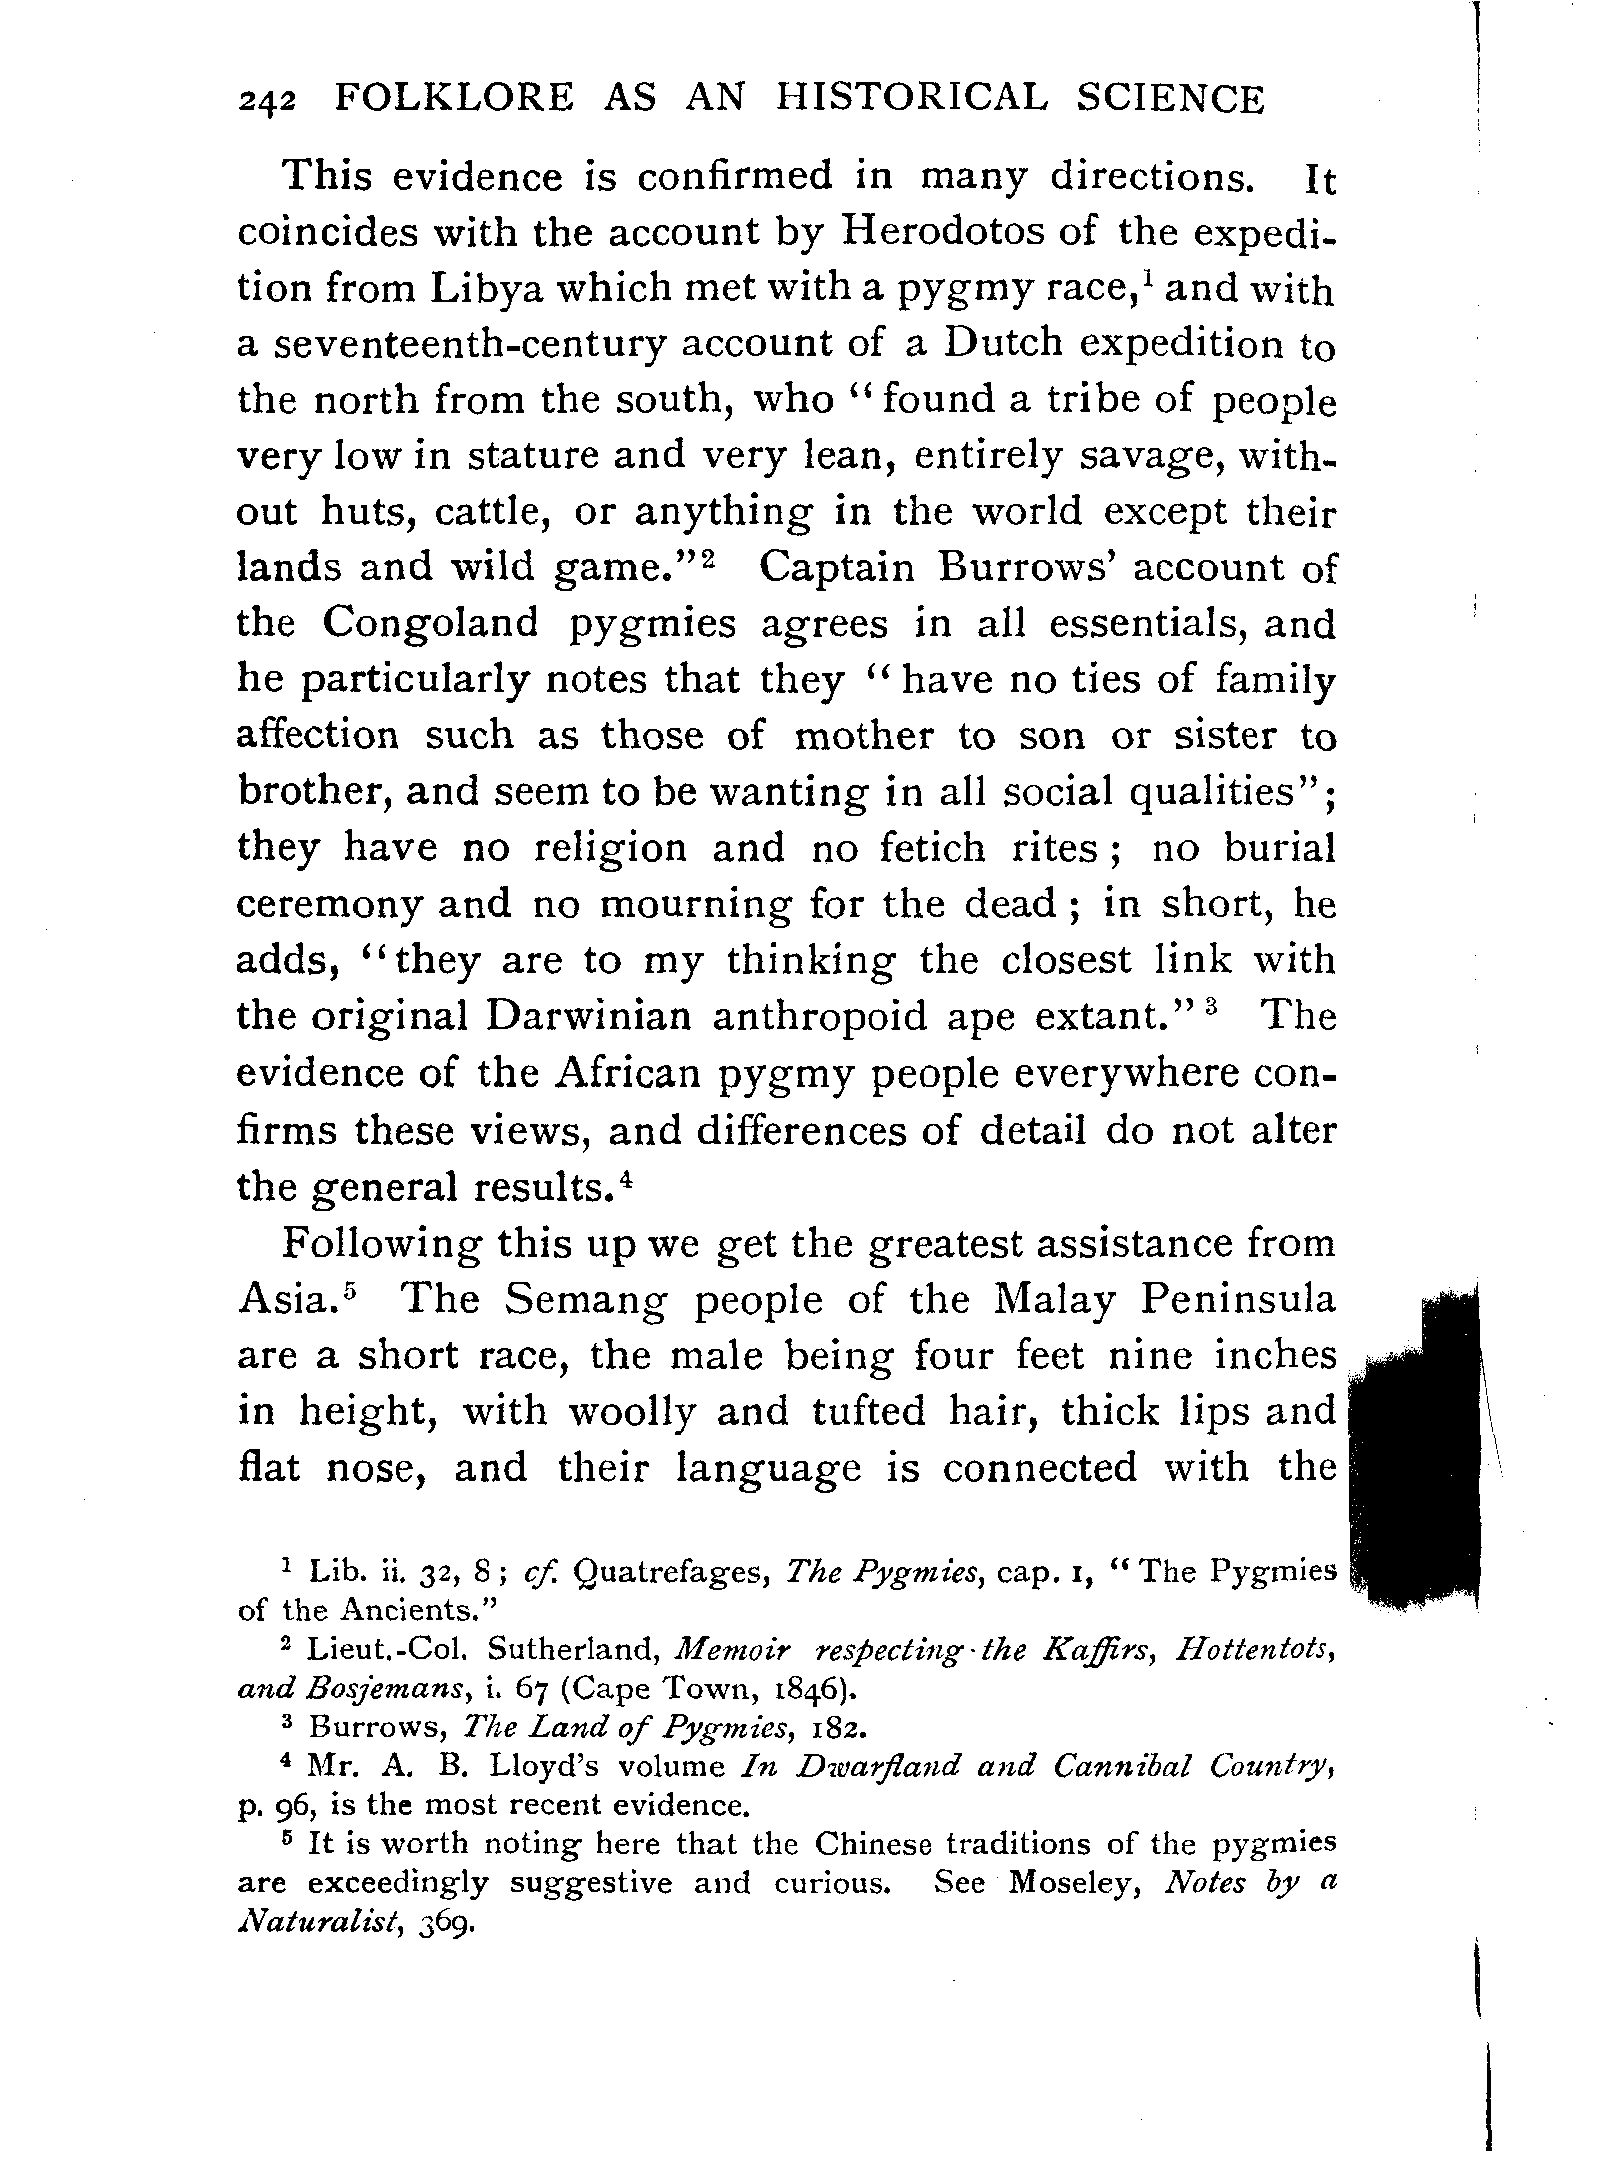 242 FOLKLORE AS AN HISTORICAL SCIENCE
This evidence is confirmed in many directions. It
coincides with the account by Herodotos of the expedi-
tion from Libya which met with a pygmy race,¹ and with
a seventeenth-century account of a Dutch expedition to
the north from the south, who “found a tribe of people
very low in stature and very lean, entirely savage, with-
out huts, cattle, or anything in the world except their
lands and wild game.”² Captain Burrows’ account of
the Congoland pygmies agrees in all essentials, and
he particularly notes that they “have no ties of family
affection such as those of mother to son or sister to
brother, and seem to be wanting in all social qualities”;
they have no religion and no fetich rites; no burial
ceremony and no mourning for the dead; in short, he
adds, “they are to my thinking the closest link with
the original Darwinian anthropoid ape extant.”³ The
evidence of the African pygmy people everywhere con-
firms these views, and differences of detail do not alter
the general results.⁴
Following this up we get the greatest assistance from
Asia.⁵ The Semang people of the Malay Peninsula
are a short race, the male being four feet nine inches
in height, with woolly and tufted hair, thick lips and
flat nose, and their language is connected with the
¹ Lib. ii. 32, 8; cf. Quatrefages, The Pygmies, cap. 1, “The Pygmies
of the Ancients.”
² Lieut.-Col. Sutherland, Memoir respecting the Kaffirs, Hottentots,
and Bosjemans, i. 67 (Cape Town, 1846).
³ Burrows, The Land of Pygmies, 182.
⁴ Mr. A. B. Lloyd’s volume In Dwarfland and Cannibal Country,
p. 96, is the most recent evidence.
⁵ It is worth noting here that the Chinese traditions of the pygmies
are exceedingly suggestive and curious. See Moseley, Notes by a
Naturalist, 369.